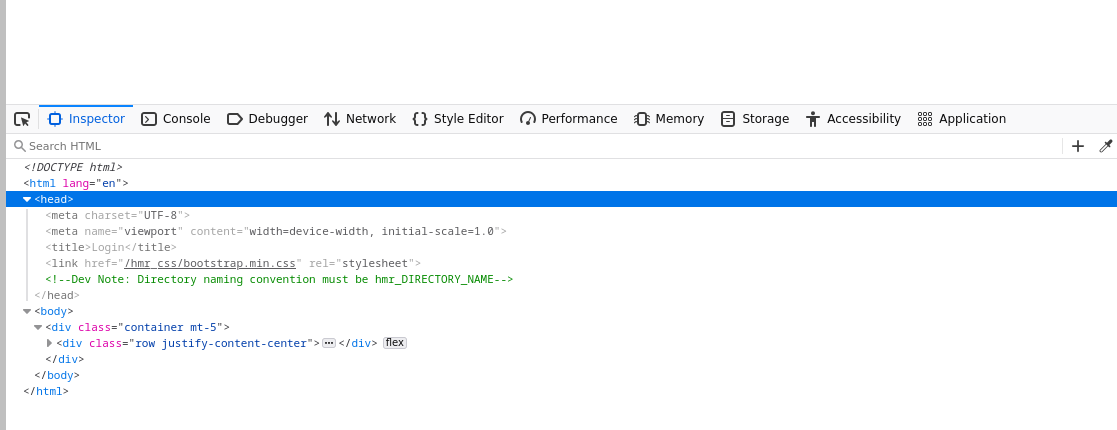 Inspector Console Debugger Network Style Editor Performance Memory Storage Accessibility Application
Search HTML
<!DOCTYPE html>
<html lang="en">
<head>
<meta charset="UTF-8">
<meta name="viewport" content="width=device-width, initial-scale=1.0">
<title>Login</title>
<link href="/hmr_css/bootstrap.min.css" rel="stylesheet">
<!--Dev Note: Directory naming convention must be hmr_DIRECTORY_NAME-->
</head>
<body>
<div class="container mt-5">
<div class="row justify-content-center"> ••• </div> flex
</div>
</body>
</html>